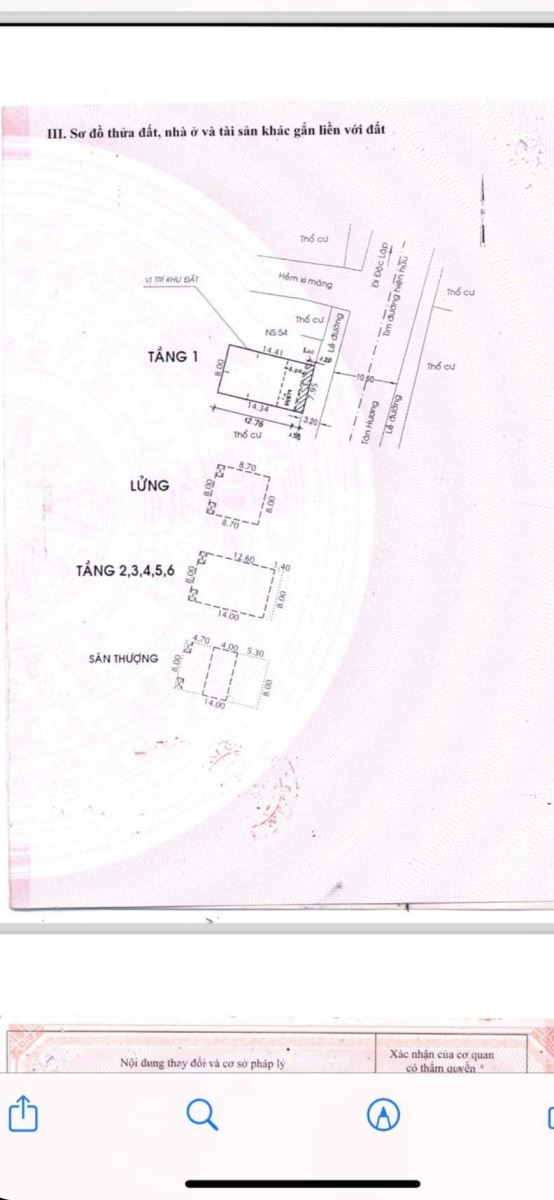 III. Sơ đồ thửa đất, nhà ở và tài sản khác gắn liền với đất
Thổ cư
Đi Độc Lập
Tim đường hiện hữu
Hẻm xi măng
VỊ TRÍ KHU ĐẤT
Thổ cư
Thổ cư
Lề đường
NS:54
TẦNG 1
14.41
1.20
8.00
7.95
Thổ cư
10.50
14.34
12.76
3.20
Thổ cư
Tân Hương
Lề đường
LỬNG
8.70
8.00
8.00
8.70
TẦNG 2,3,4,5,6
12.60
1.40
8.00
8.00
14.00
SÂN THƯỢNG
4.70
4.00
5.30
8.00
8.00
14.00
Nội dung thay đổi và cơ sở pháp lý
Xác nhận của cơ quan
có thẩm quyền